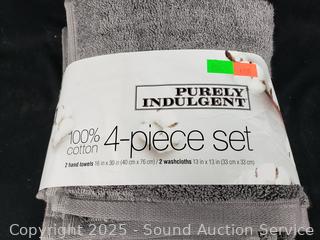 PURELY
INDULGENT
100%
cotton
4-piece set
2 hand towels 16 in x 30 in (40 cm x 76 cm) / 2 washcloths 13 in x 13 in (33 cm x 33 cm)
Copyright 2025 - Sound Auction Service